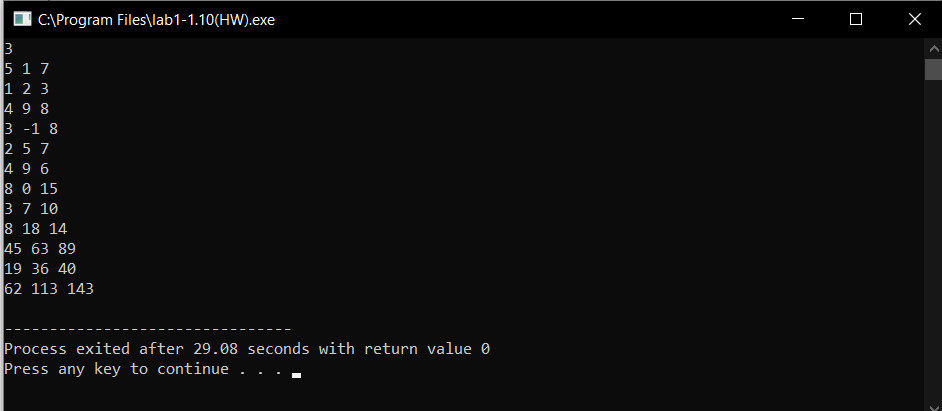 C:\Program Files\lab1-1.10(HW).exe
3
5 1 7
1 2 3
4 9 8
3 -1 8
2 5 7
4 9 6
8 0 15
3 7 10
8 18 14
45 63 89
19 36 40
62 113 143
--------------------------------
Process exited after 29.08 seconds with return value 0
Press any key to continue . . .